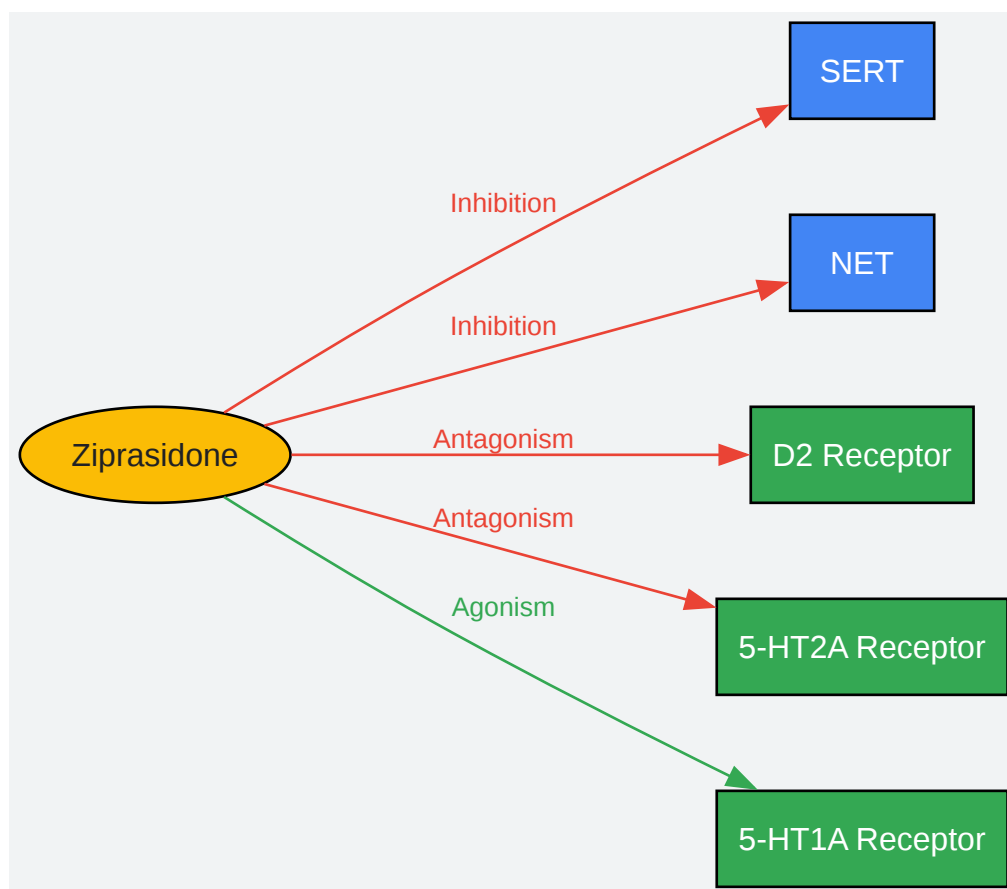 SERT
Inhibition
NET
Inhibition
Ziprasidone
Antagonism
D2 Receptor
Antagonism
Agonism
5-HT2A Receptor
5-HT1A Receptor